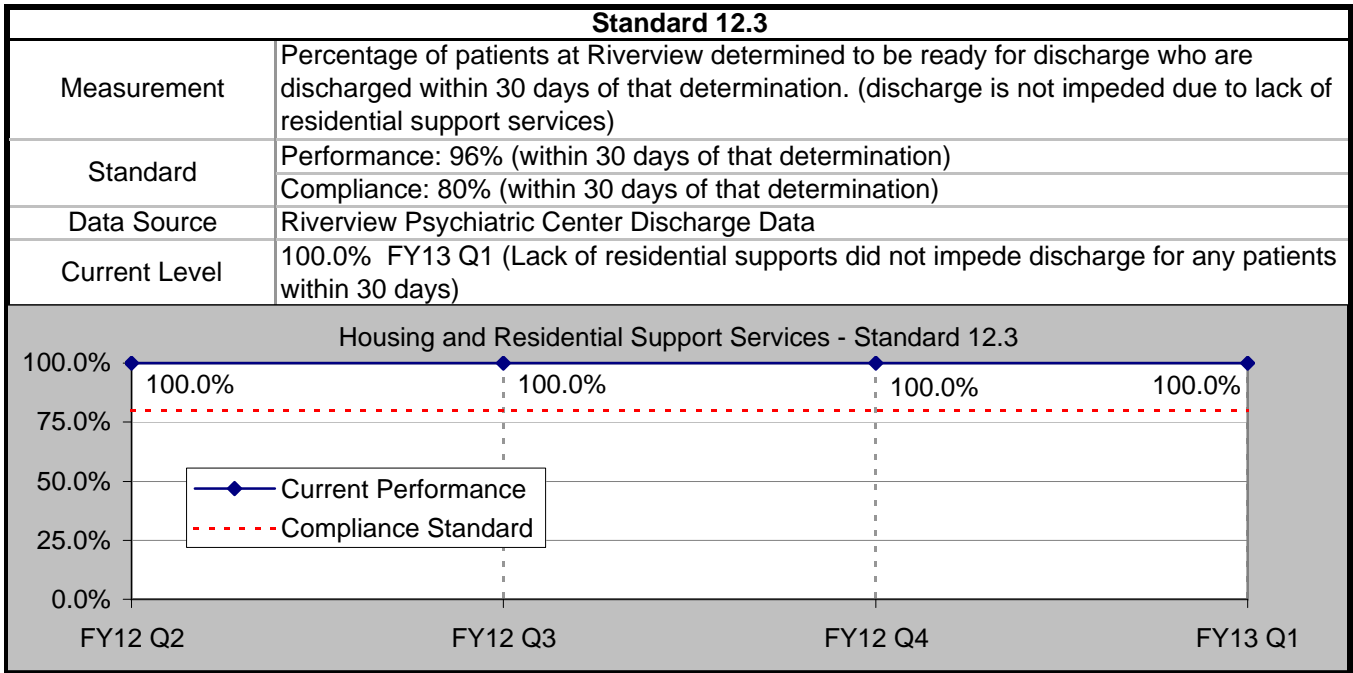 Standard 12.3
Measurement
Percentage of patients at Riverview determined to be ready for discharge who are
discharged within 30 days of that determination. (discharge is not impeded due to lack of
residential support services)
Standard
Performance: 96% (within 30 days of that determination)
Compliance: 80% (within 30 days of that determination)
Data Source
Riverview Psychiatric Center Discharge Data
Current Level
100.0%  FY13 Q1 (Lack of residential supports did not impede discharge for any patients
within 30 days)
Housing and Residential Support Services - Standard 12.3
100.0%
100.0%
100.0%
100.0%
100.0%
75.0%
50.0%
Current Performance
Compliance Standard
25.0%
0.0%
FY12 Q2
FY12 Q3
FY12 Q4
FY13 Q1